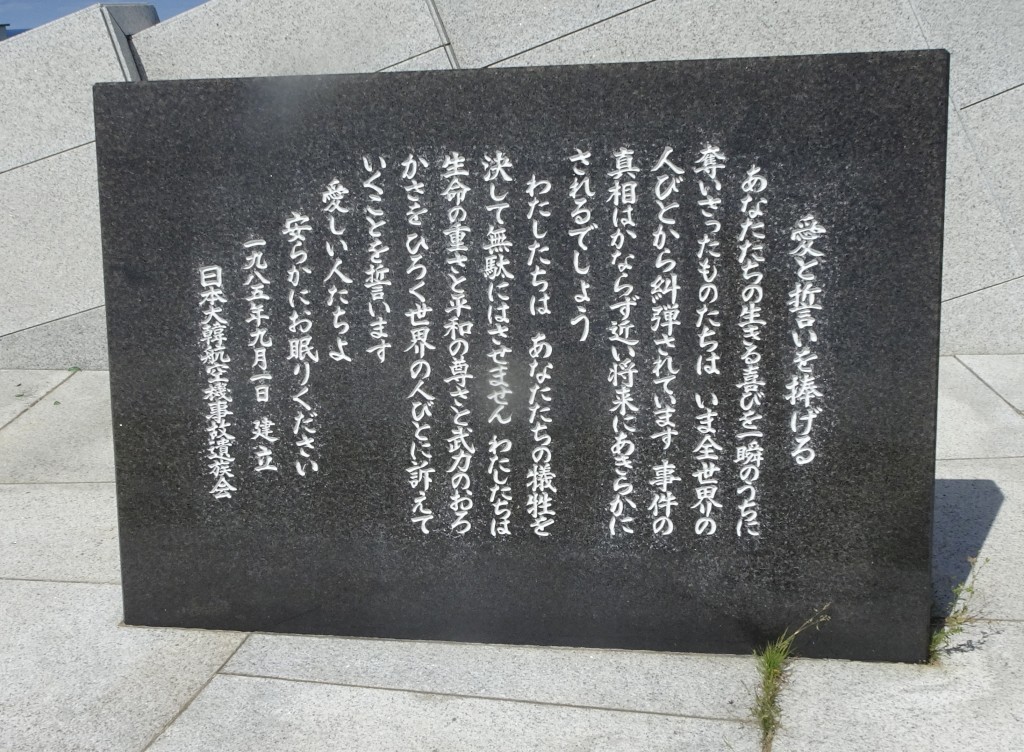 愛と誓いを捧げる
あなたたちの生きる喜びを一瞬のうちに
奪いさったものたちは いま全世界の
人びとから糾弾されています 事件の
真相はかならず近い将来にあきらかに
されるでしょう
わたしたちは あなたたちの犠牲を
決して無駄にはさせません わたしたちは
生命の重さと平和の尊さと武力のおろ
かさをひろく世界の人びとに訴えて
いくことを誓います
愛しい人たちよ
安らかにお眠りください
一九八五年九月一日 建立
日本大韓航空機事故遺族会